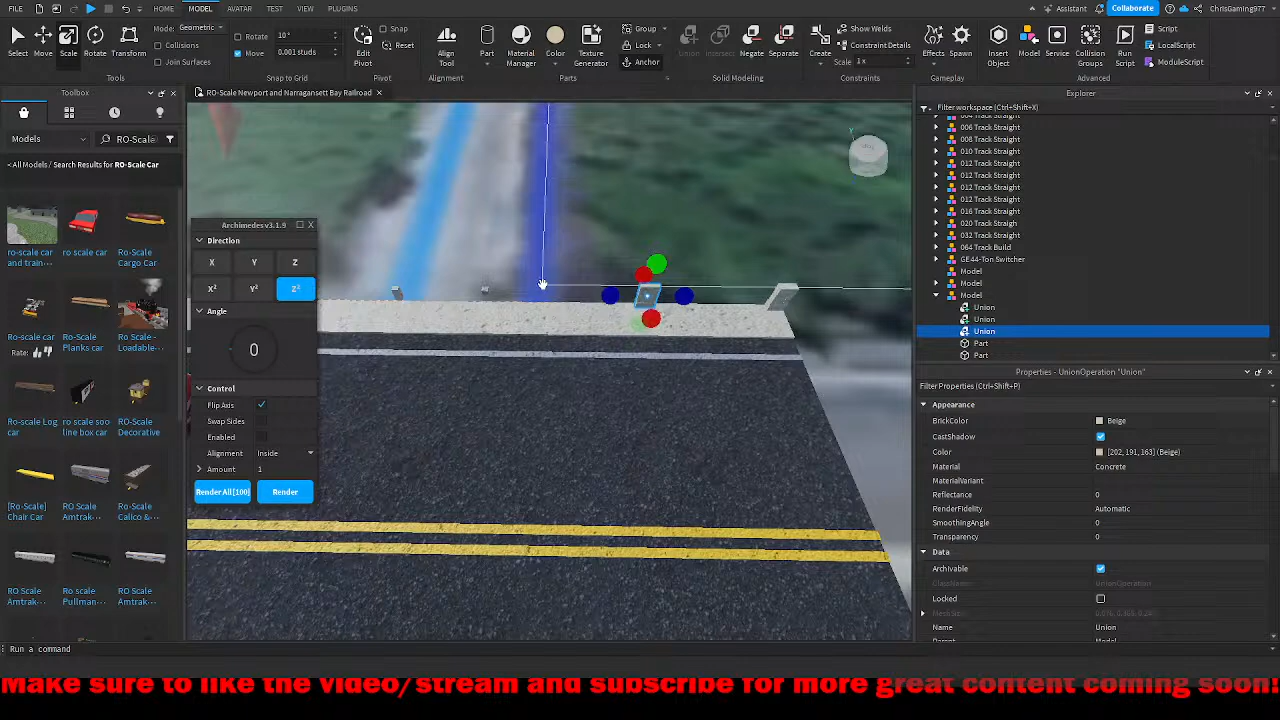 FILE HOME MODEL AVATAR TEST VIEW PLUGINS Assistant Collaborate ChrisGaming977
Select Move Scale Rotate Transform
Mode: Geometric
Collisions
Join Surfaces
Tools
Rotate 10°
Move 0.001 studs
Snap to Grid
Edit Pivot
Snap
Reset
Pivot
Align Tool
Alignment
Part Material Manager Color Texture Generator
Group
Lock
Anchor
Parts
Union Intersect Negate Separate
Solid Modeling
Create
Show Welds
Constraint Details
Scale 1x
Constraints
Effects Spawn
Gameplay
Insert Object Model Service Collision Groups Run Script
Script
LocalScript
ModuleScript
Advanced
Toolbox
Models RO-Scale
<All Models / Search Results for RO-Scale Car
ro-scale car and train··· ro scale car Ro-Scale Cargo Car
Ro-scale car Ro-Scale Planks car Ro-Scale - Loadable···
Rate:
Ro-scale Log car ro scale soo line box car Ro-Scale Decorative
[Ro-Scale] Chair Car RO Scale Amtrak··· Ro-Scale Calico &···
RO Scale Amtrak··· Ro scale Pullman··· RO Scale Amtrak···
RO-Scale Newport and Narragansett Bay Railroad
Archimedes v3.1.9
Direction
X Y Z
X² Y² Z²
Angle
0
Control
Flip Axis
Swap Sides
Enabled
Alignment Inside
Amount 1
Render All [100] Render
Explorer
Filter workspace (Ctrl+Shift+X)
004 Track Straight
006 Track Straight
008 Track Straight
010 Track Straight
012 Track Straight
012 Track Straight
012 Track Straight
012 Track Straight
016 Track Straight
020 Track Straigh
032 Track Straight
064 Track Build
GE44-Ton Switcher
Model
Model
Model
Union
Union
Union
Part
Part
Properties - UnionOperation "Union"
Filter Properties (Ctrl+Shift+P)
Appearance
BrickColor Beige
CastShadow
Color [202, 191, 163] (Beige)
Material Concrete
MaterialVariant
Reflectance 0
RenderFidelity Automatic
SmoothingAngle 0
Transparency 0
Data
Archivable
ClassName UnionOperation
Locked
Name Union
Parent Model
Run a command
Make sure to like the video/stream and subscribe for more great content coming soon!